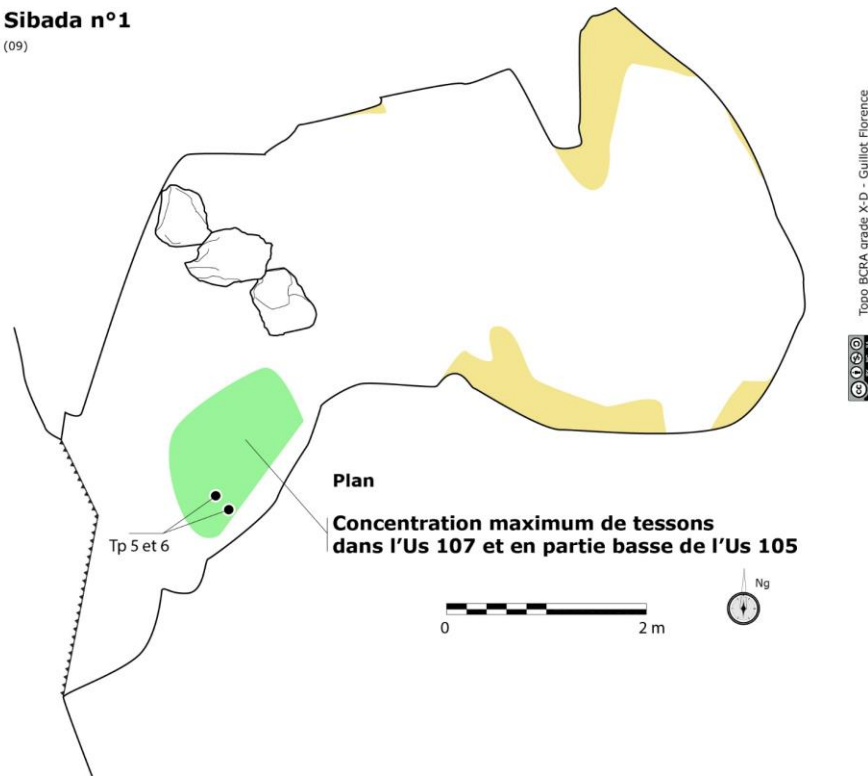 Sibada n°1
(09)
Topo BCRA grade X-D - Guillot Florence
Plan
Concentration maximum de tessons
dans l'Us 107 et en partie basse de l'Us 105
Tp 5 et 6
Ng
0
2 m